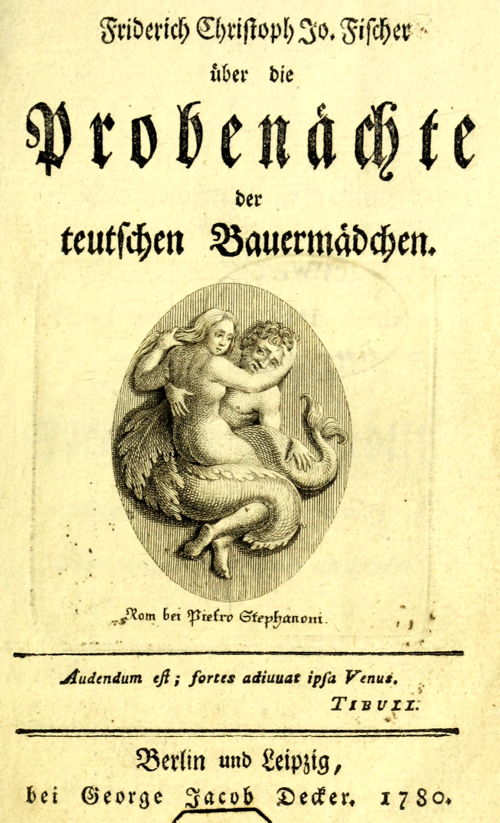 Friderich Christoph Jo. Fischer
über die
Probenächte
der
teutschen Bauermädchen.
Rom bei Pietro Stephanoni.
Audendum eſt; fortes adiuvat ipſa Venus.
TIBULL.
Berlin und Leipzig,
bei George Jacob Decker. 1780.